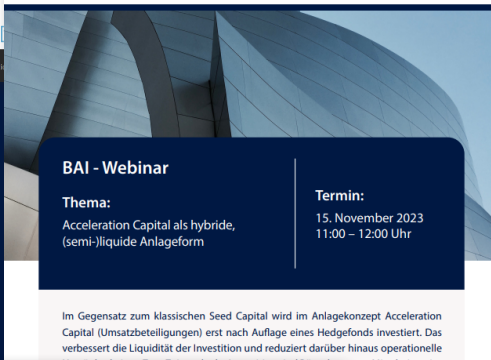 BAI - Webinar
Thema:
Acceleration Capital als hybride,
(semi-)liquide Anlageform
Termin:
15. November 2023
11:00 – 12:00 Uhr
Im Gegensatz zum klassischen Seed Capital wird im Anlagekonzept Acceleration
Capital (Umsatzbeteiligungen) erst nach Auflage eines Hedgefonds investiert. Das
verbessert die Liquidität der Investition und reduziert darüber hinaus operationelle